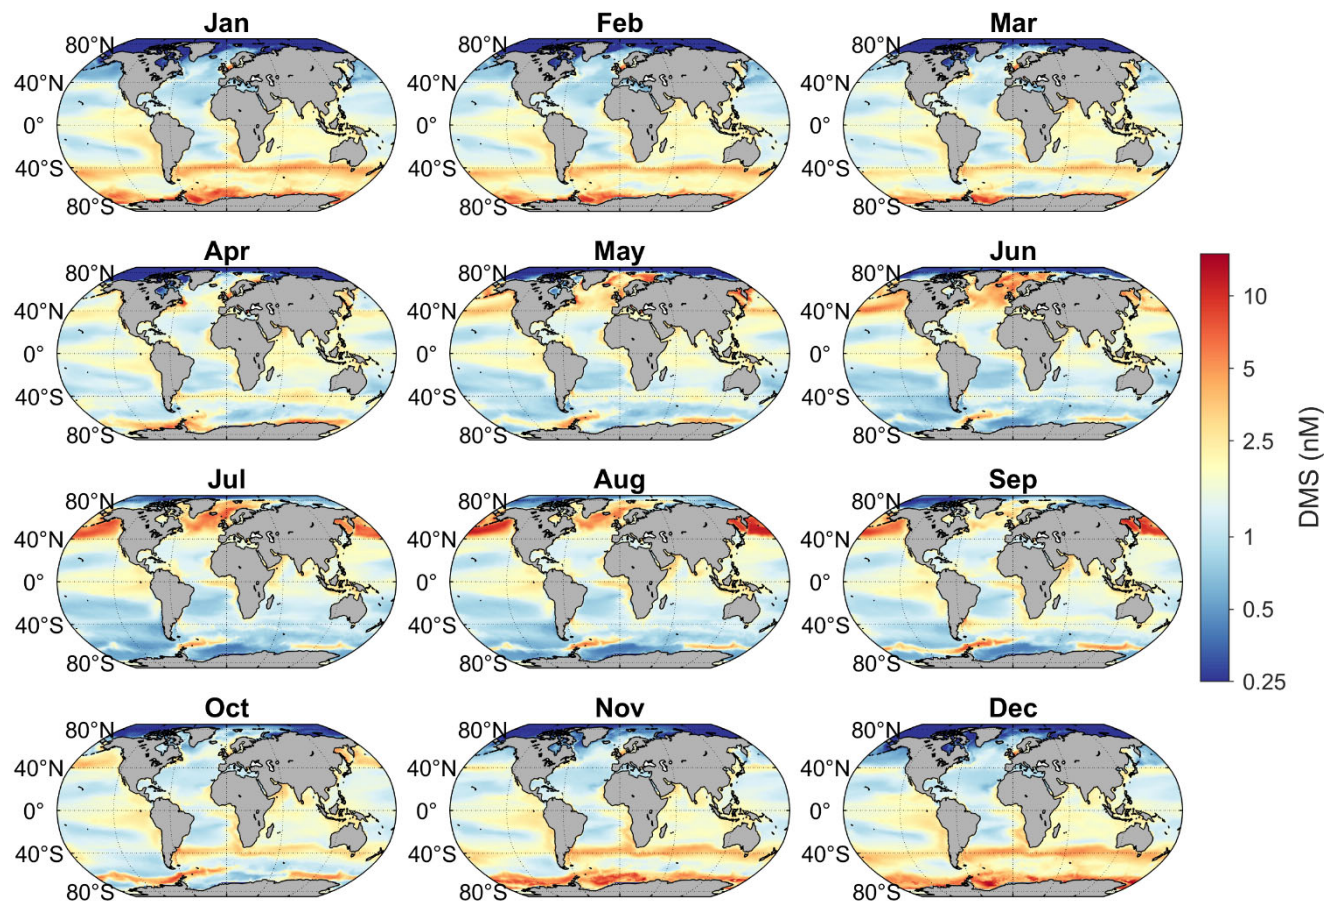 Jan Feb Mar
80°N 80°N 80°N
40°N 40°N 40°N
0° 0° 0°
40°S 40°S 40°S
80°S 80°S 80°S
Apr May Jun
80°N 80°N 80°N
40°N 40°N 40°N
0° 0° 0°
40°S 40°S 40°S
80°S 80°S 80°S
Jul Aug Sep
80°N 80°N 80°N
40°N 40°N 40°N
0° 0° 0°
40°S 40°S 40°S
80°S 80°S 80°S
Oct Nov Dec
80°N 80°N 80°N
40°N 40°N 40°N
0° 0° 0°
40°S 40°S 40°S
80°S 80°S 80°S
10
5
2.5
1
0.5
0.25
DMS (nM)